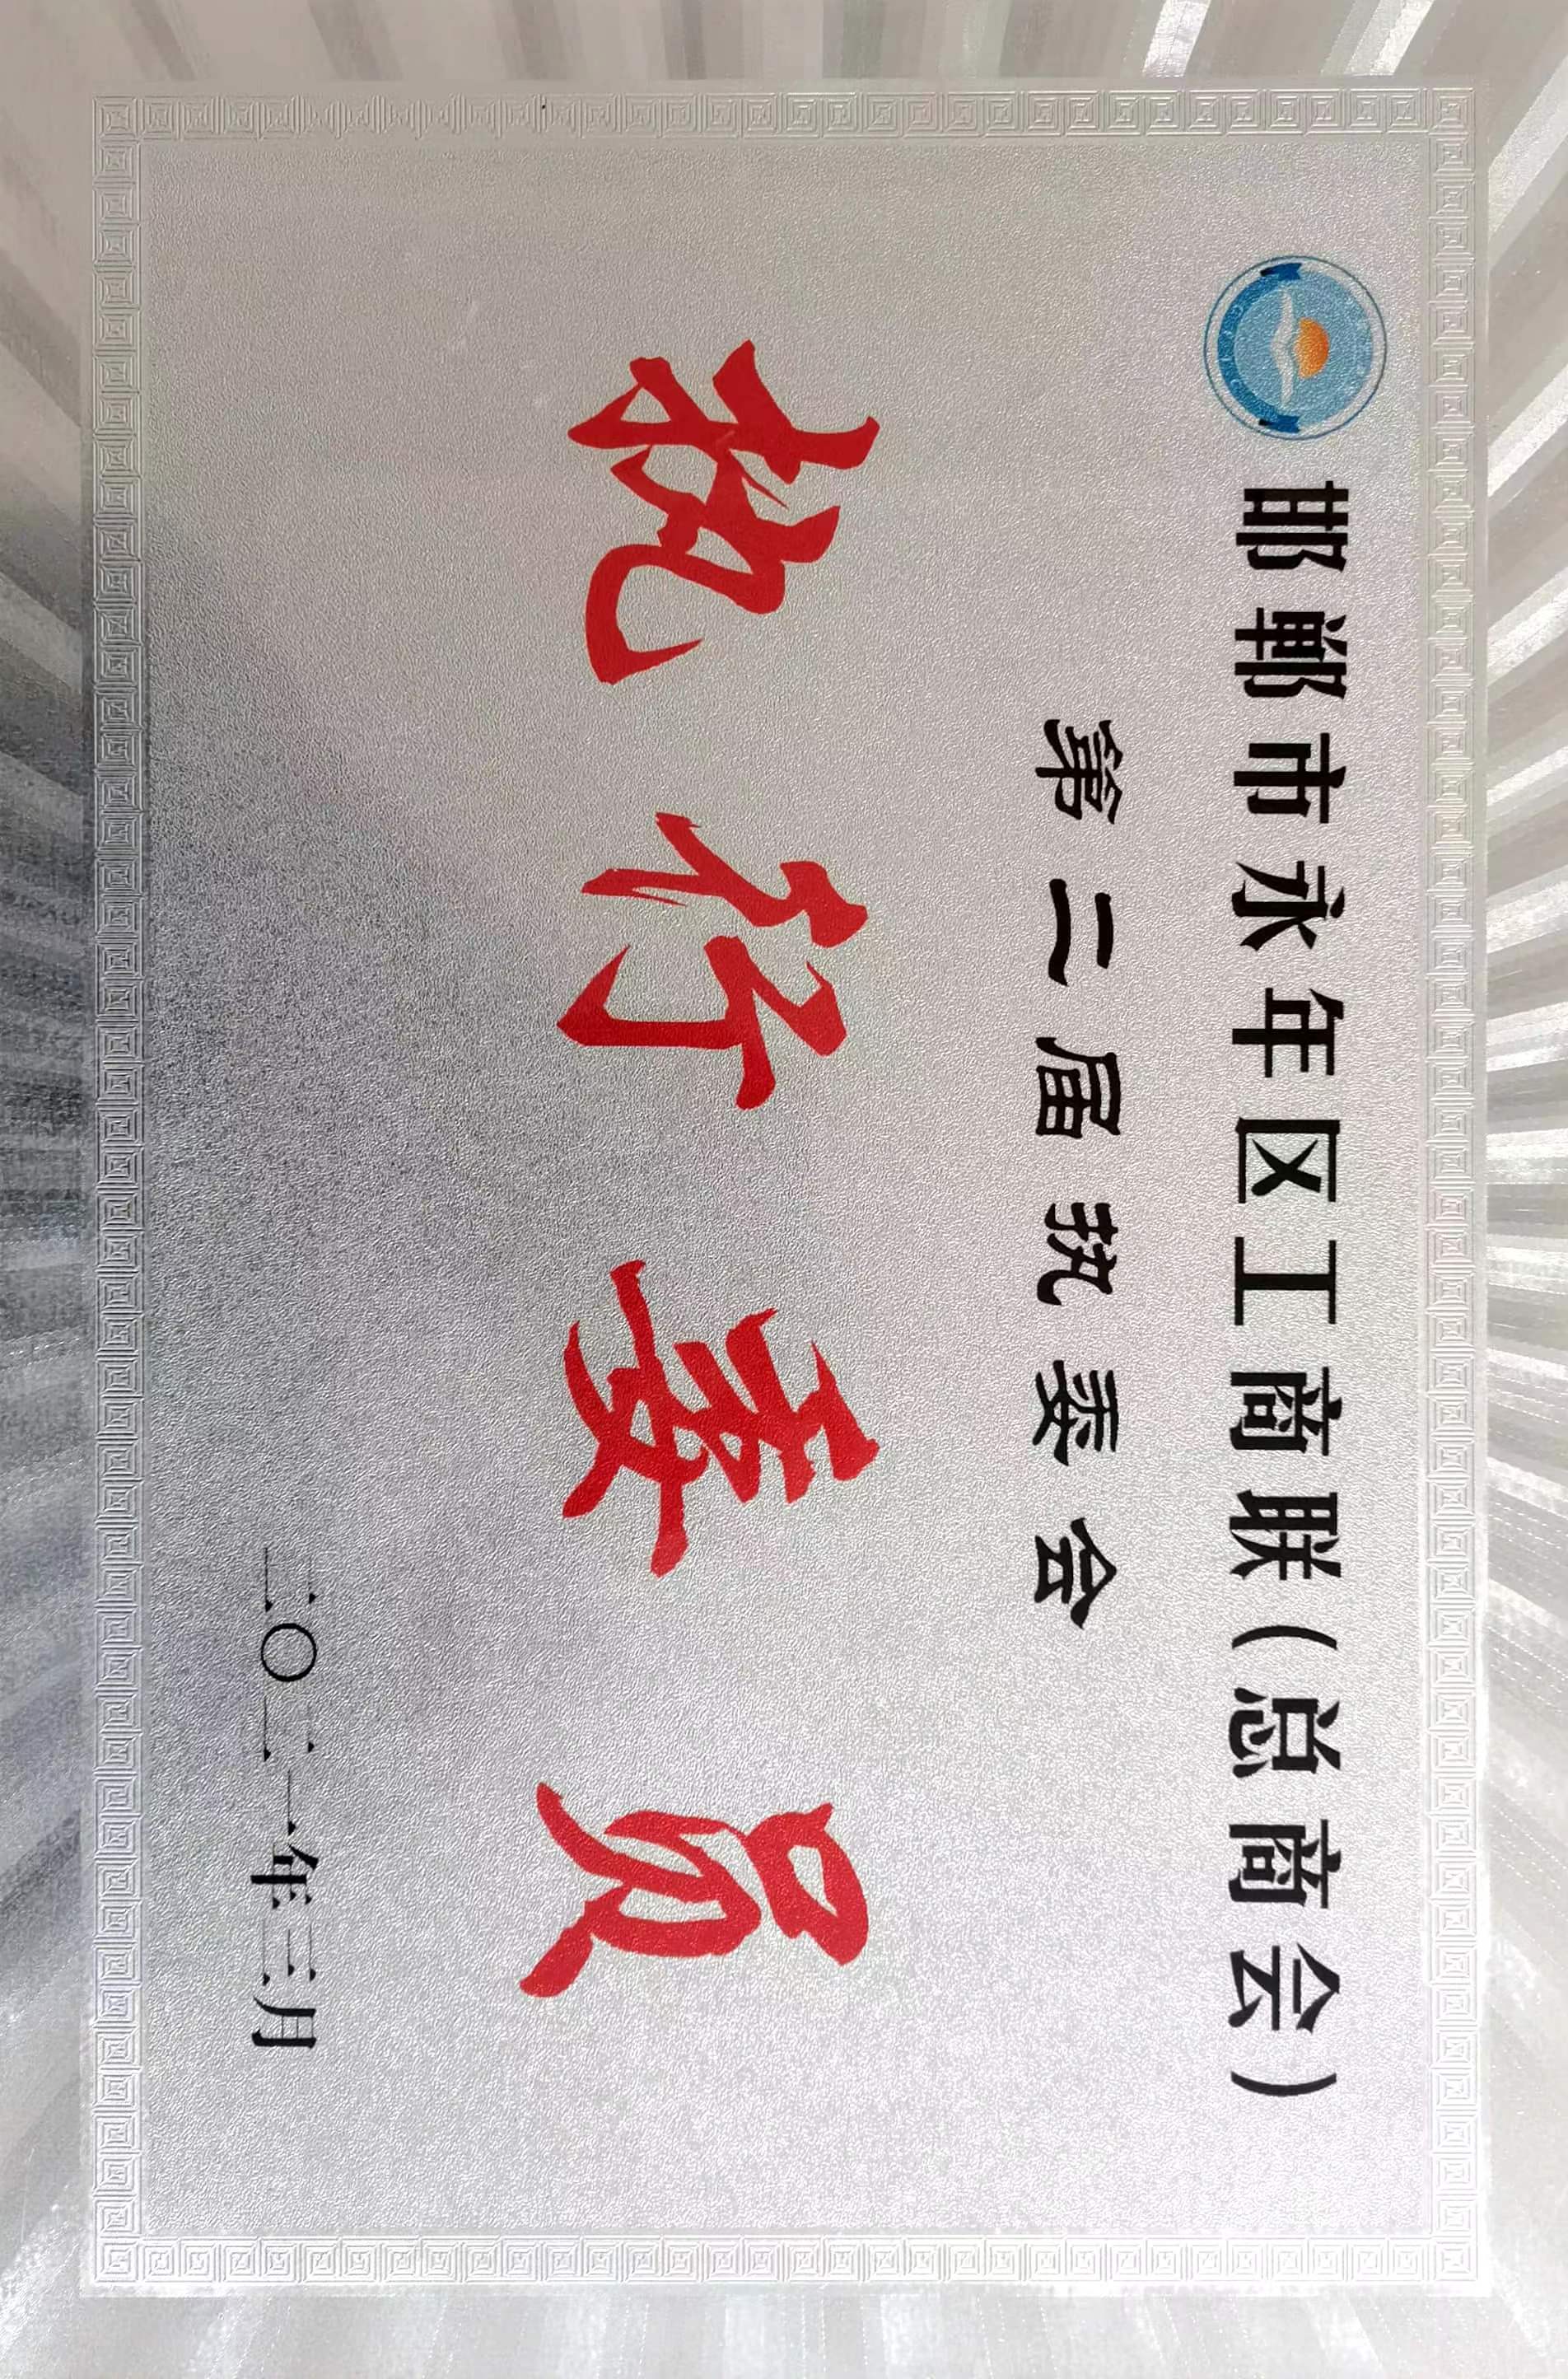 邯郸市永年区工商联（总商会）
第二届执委会
执行委员
二〇二一年三月